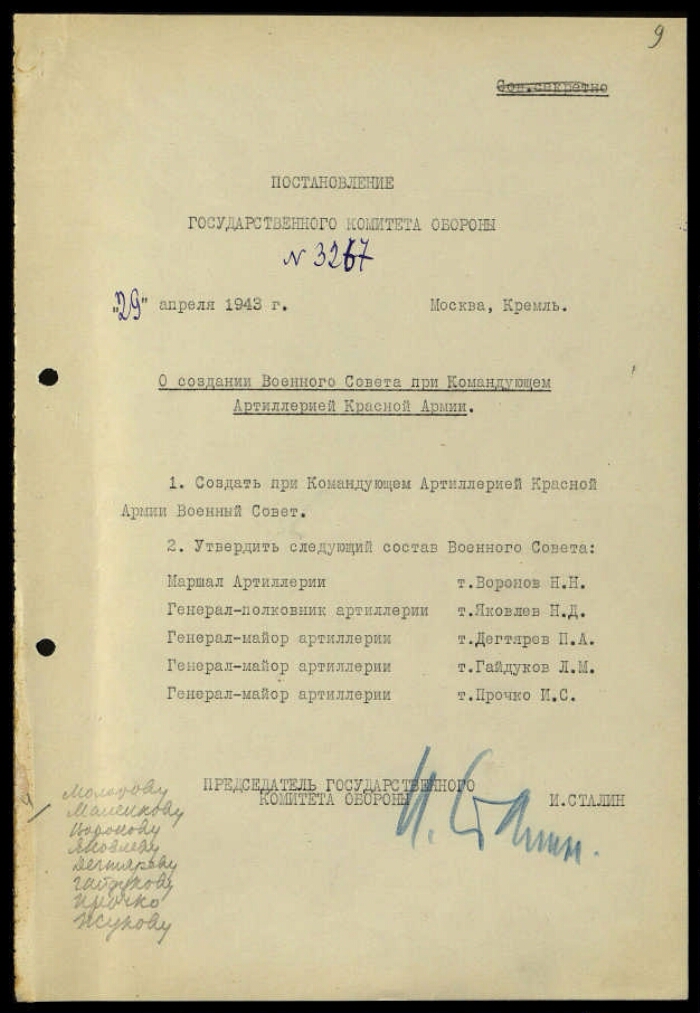 9
Сов.секретно
ПОСТАНОВЛЕНИЕ
ГОСУДАРСТВЕННОГО КОМИТЕТА ОБОРОНЫ
N 3267
"29" апреля 1943 г. Москва, Кремль.
О создании Военного Совета при Командующем
Артиллерией Красной Армии.
1. Создать при Командующем Артиллерией Красной
Армии Военный Совет.
2. Утвердить следующий состав Военного Совета:
Маршал Артиллерии т.Воронов Н.Н.
Генерал-полковник артиллерии т.Яковлев Н.Д.
Генерал-майор артиллерии т.Дегтярев П.А.
Генерал-майор артиллерии т.Гайдуков Л.М.
Генерал-майор артиллерии т.Прочко И.С.
ПРЕДСЕДАТЕЛЬ ГОСУДАРСТВЕННОГО
КОМИТЕТА ОБОРОНЫ И.СТАЛИН
И. Сталин.
Молотову
Маленкову
Воронову
Яковлеву
Дегтяреву
Гайдукову
Прочко
Жукову